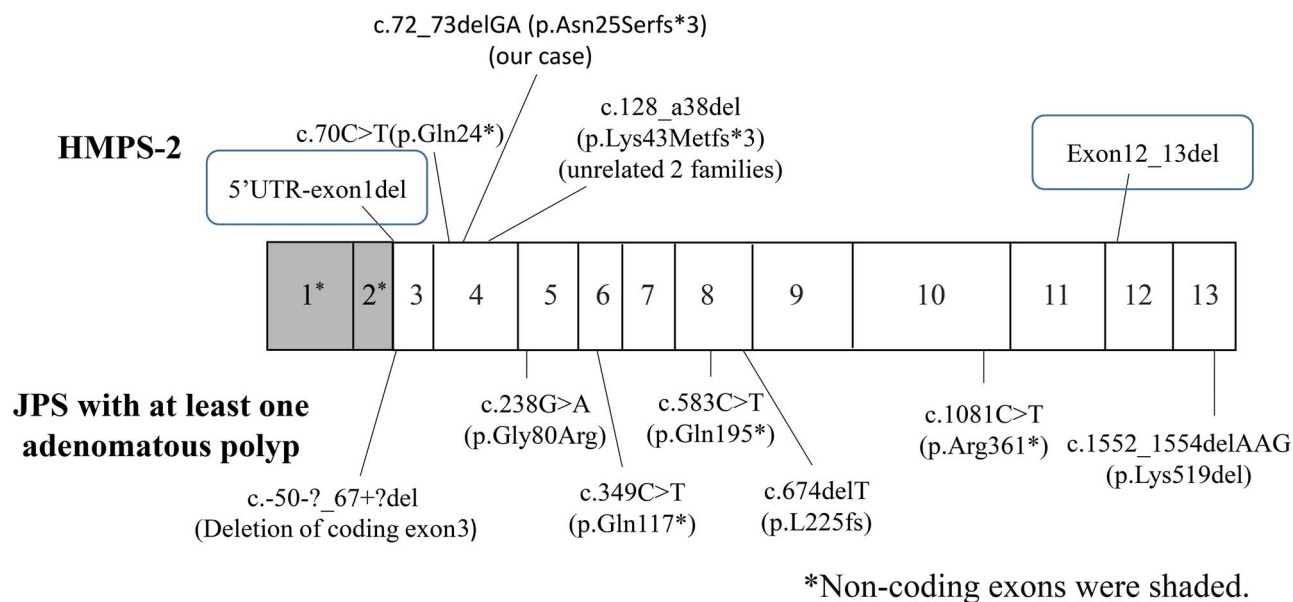 c.72_73delGA (p.Asn25Serfs*3)
(our case)
HMPS-2
c.70C>T(p.Gln24*)
c.128_a38del
(p.Lys43Metfs*3)
(unrelated 2 families)
5’UTR-exon1del
Exon12_13del
1* 2* 3 4 5 6 7 8 9 10 11 12 13
JPS with at least one
adenomatous polyp
c.-50-?_67+?del
(Deletion of coding exon3)
c.238G>A
(p.Gly80Arg)
c.349C>T
(p.Gln117*)
c.583C>T
(p.Gln195*)
c.674delT
(p.L225fs)
c.1081C>T
(p.Arg361*)
c.1552_1554delAAG
(p.Lys519del)
*Non-coding exons were shaded.